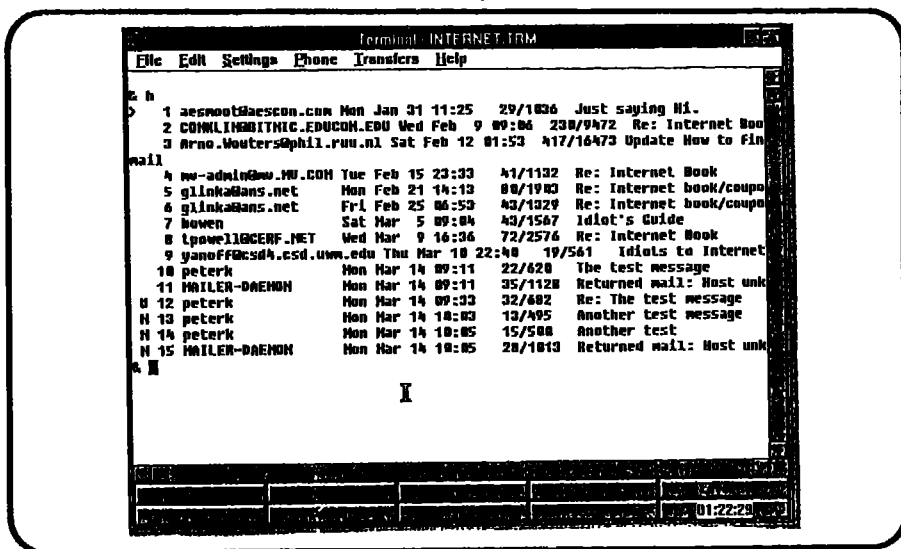 Terminal - INTERNET.TRM
File Edit Settings Phone Transfers Help
& h
> 1 aesmoot@aescon.com Mon Jan 31 11:25 29/1036 Just saying Hi.
2 CONKLIN@BITNIC.EDUCOM.EDU Wed Feb 9 09:06 230/9472 Re: Internet Boo
3 Arno.Wouters@phil.ruu.nl Sat Feb 12 01:53 417/16473 Update How to Fin
mail
4 mv-admin@mv.MV.COM Tue Feb 15 23:33 41/1132 Re: Internet Book
5 glinka@ans.net Mon Feb 21 14:13 80/1903 Re: Internet book/coupo
6 glinka@ans.net Fri Feb 25 06:53 43/1329 Re: Internet book/coupo
7 bowen Sat Mar 5 09:04 43/1567 Idiot's Guide
8 tpowell@CERF.NET Wed Mar 9 16:36 72/2576 Re: Internet Book
9 yanoff@csd4.csd.uwm.edu Thu Mar 10 22:40 19/561 Idiots to Internet
10 peterk Mon Mar 14 09:11 22/620 The test message
11 MAILER-DAEMON Mon Mar 14 09:11 35/1128 Returned mail: Host unk
U 12 peterk Mon Mar 14 09:33 32/682 Re: The test message
N 13 peterk Mon Mar 14 10:03 13/495 Another test message
N 14 peterk Mon Mar 14 10:05 15/508 Another test
N 15 MAILER-DAEMON Mon Mar 14 10:05 28/1013 Returned mail: Host unk
&
01:22:29